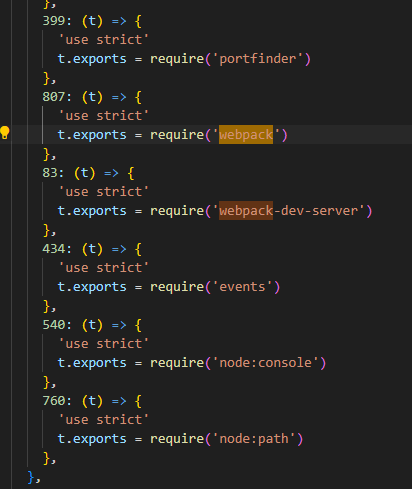 },
399: (t) => {
'use strict'
t.exports = require('portfinder')
},
807: (t) => {
'use strict'
t.exports = require('webpack')
},
83: (t) => {
'use strict'
t.exports = require('webpack-dev-server')
},
434: (t) => {
'use strict'
t.exports = require('events')
},
540: (t) => {
'use strict'
t.exports = require('node:console')
},
760: (t) => {
'use strict'
t.exports = require('node:path')
},
},